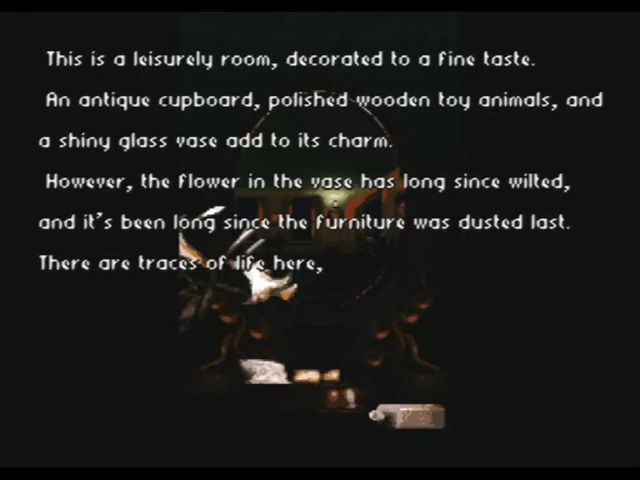 This is a leisurely room, decorated to a fine taste.
An antique cupboard, polished wooden toy animals, and
a shiny glass vase add to its charm.
However, the flower in the vase has long since wilted,
and it's been long since the furniture was dusted last.
There are traces of life here,